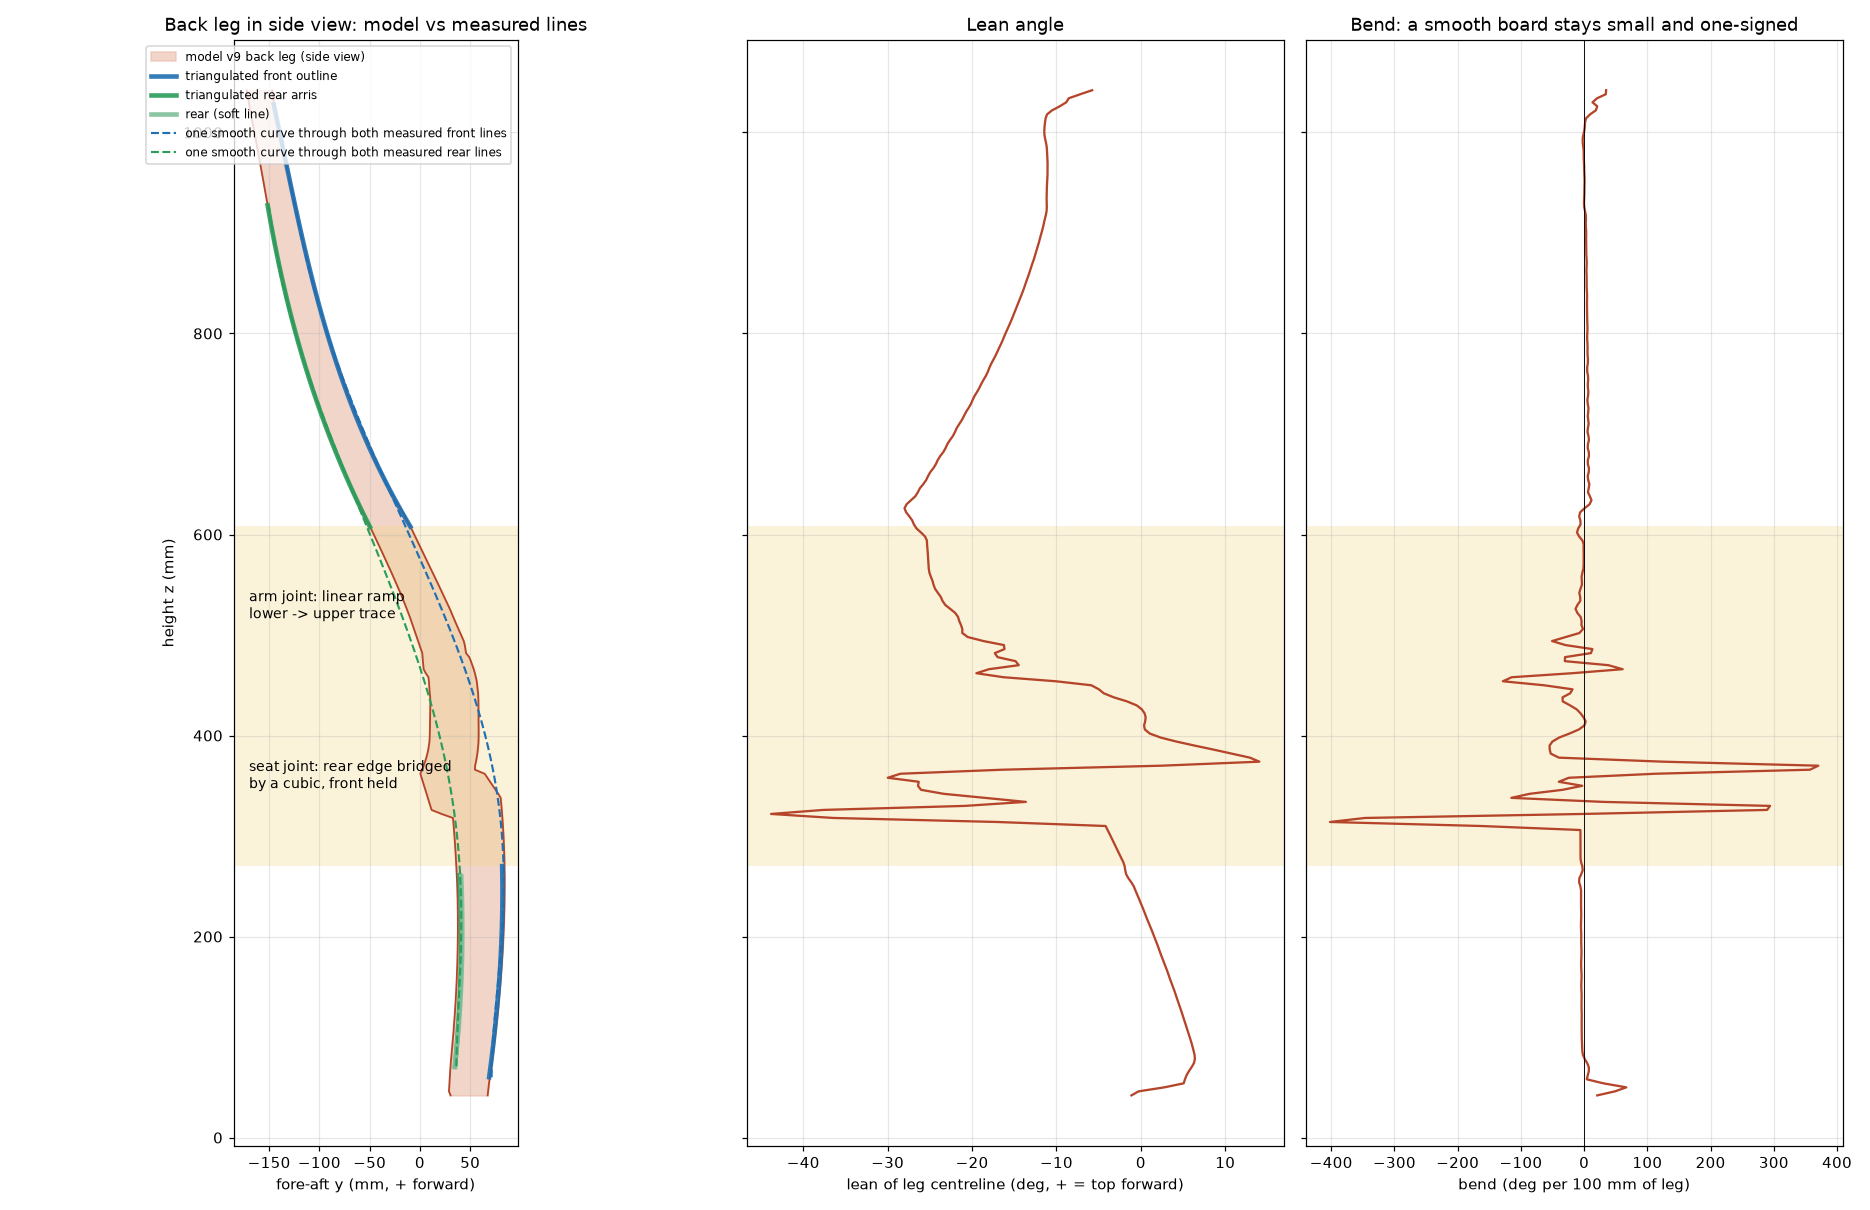 Back leg in side view: model vs measured lines
model v9 back leg (side view)
triangulated front outline
triangulated rear arris
rear (soft line)
one smooth curve through both measured front lines
one smooth curve through both measured rear lines
800
600
400
200
0
height z (mm)
arm joint: linear ramp
lower -> upper trace
seat joint: rear edge bridged
by a cubic, front held
−150 −100 −50 0 50
fore-aft y (mm, + forward)
Lean angle
−40 −30 −20 −10 0 10
lean of leg centreline (deg, + = top forward)
Bend: a smooth board stays small and one-signed
−400 −300 −200 −100 0 100 200 300 400
bend (deg per 100 mm of leg)